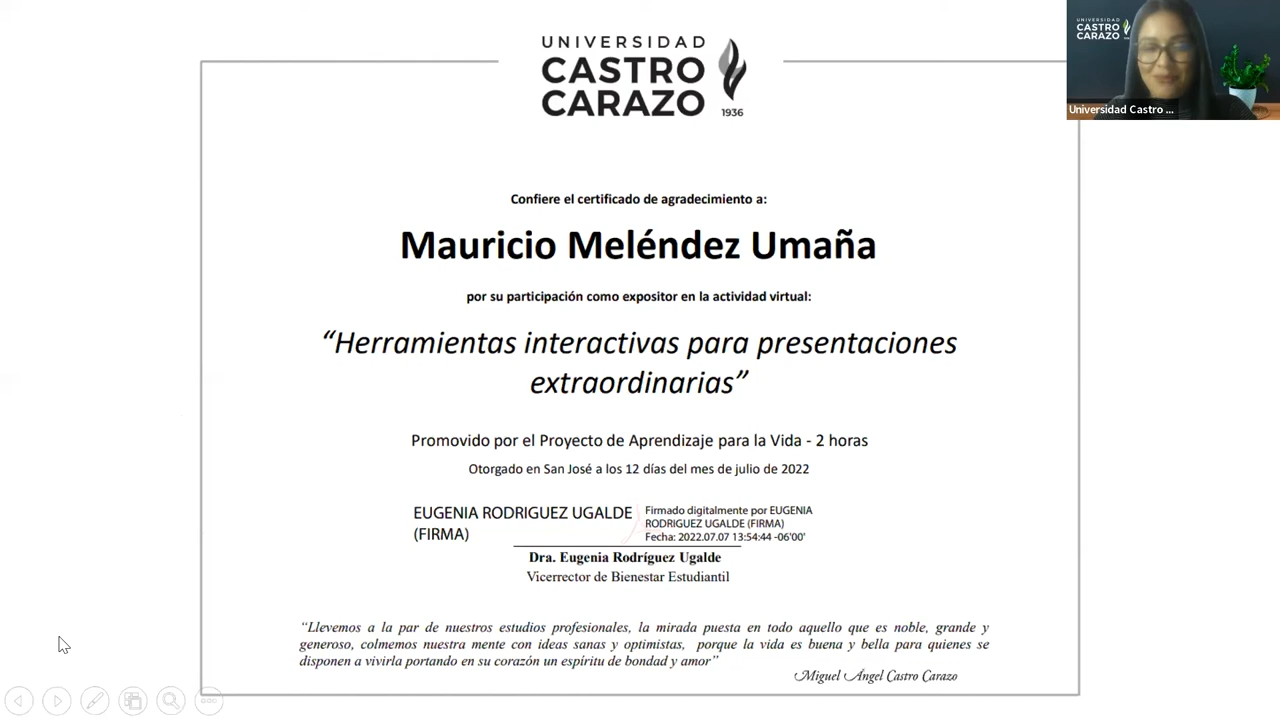 UNIVERSIDAD
CASTRO
CARAZO
1936
UNIVERSIDAD
CASTRO
CARAZO
Universidad Castro ...
Confiere el certificado de agradecimiento a:
Mauricio Meléndez Umaña
por su participación como expositor en la actividad virtual:
“Herramientas interactivas para presentaciones
extraordinarias”
Promovido por el Proyecto de Aprendizaje para la Vida - 2 horas
Otorgado en San José a los 12 días del mes de julio de 2022
EUGENIA RODRIGUEZ UGALDE
(FIRMA)
Firmado digitalmente por EUGENIA
RODRIGUEZ UGALDE (FIRMA)
Fecha: 2022.07.07 13:54:44 -06'00'
Dra. Eugenia Rodríguez Ugalde
Vicerrector de Bienestar Estudiantil
“Llevemos a la par de nuestros estudios profesionales, la mirada puesta en todo aquello que es noble, grande y
generoso, colmemos nuestra mente con ideas sanas y optimistas, porque la vida es buena y bella para quienes se
disponen a vivirla portando en su corazón un espíritu de bondad y amor”
Miguel Ángel Castro Carazo